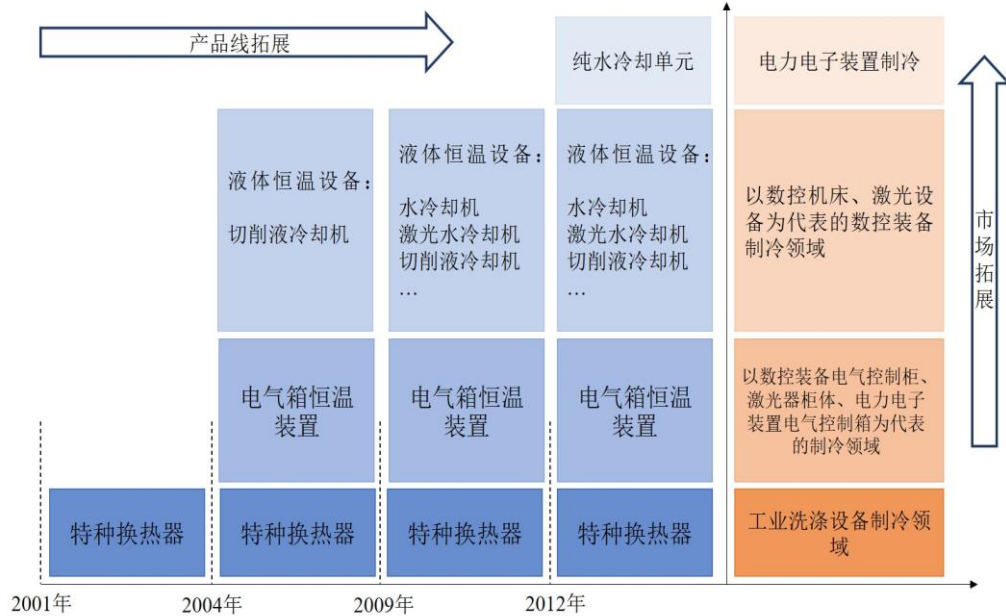 产品线拓展
纯水冷却单元
电力电子装置制冷
液体恒温设备：
切削液冷却机
液体恒温设备：
水冷却机
激光水冷却机
切削液冷却机
…
液体恒温设备：
水冷却机
激光水冷却机
切削液冷却机
…
以数控机床、激光设
备为代表的数控装备
制冷领域
市场拓展
电气箱恒温
装置
电气箱恒温
装置
电气箱恒温
装置
以数控装备电气控制柜、
激光器柜体、电力电子
装置电气控制箱为代表
的制冷领域
特种换热器
特种换热器
特种换热器
特种换热器
工业洗涤设备制冷领
域
2001年
2004年
2009年
2012年